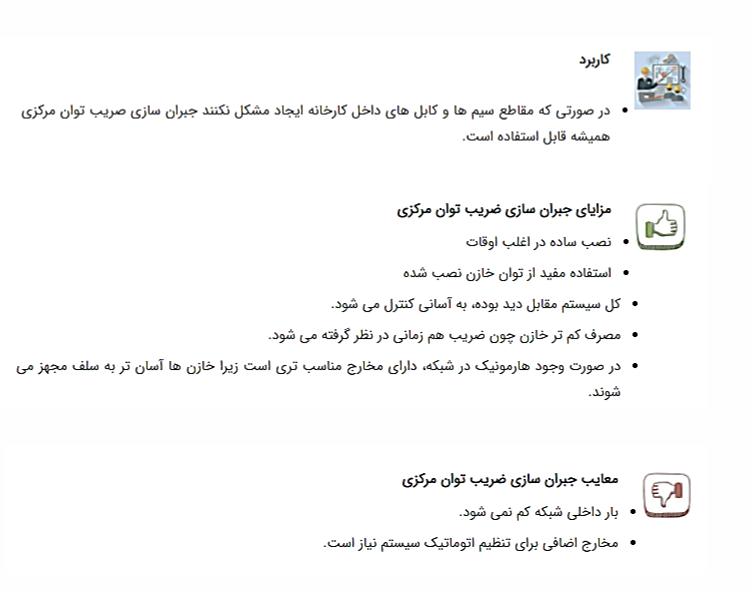 کاربرد
در صورتی که مقاطع سیم ها و کابل های داخل کارخانه ایجاد مشکل نکنند جبران سازی صریب توان مرکزی
همیشه قابل استفاده است.
مزایای جبران سازی ضریب توان مرکزی
نصب ساده در اغلب اوقات
استفاده مفید از توان خازن نصب شده
کل سیستم مقابل دید بوده، به آسانی کنترل می شود.
مصرف کم تر خازن چون ضریب هم زمانی در نظر گرفته می شود.
در صورت وجود هارمونیک در شبکه، دارای مخارج مناسب تری است زیرا خازن ها آسان تر به سلف مجهز می
شوند.
معایب جبران سازی ضریب توان مرکزی
بار داخلی شبکه کم نمی شود.
مخارج اضافی برای تنظیم اتوماتیک سیستم نیاز است.